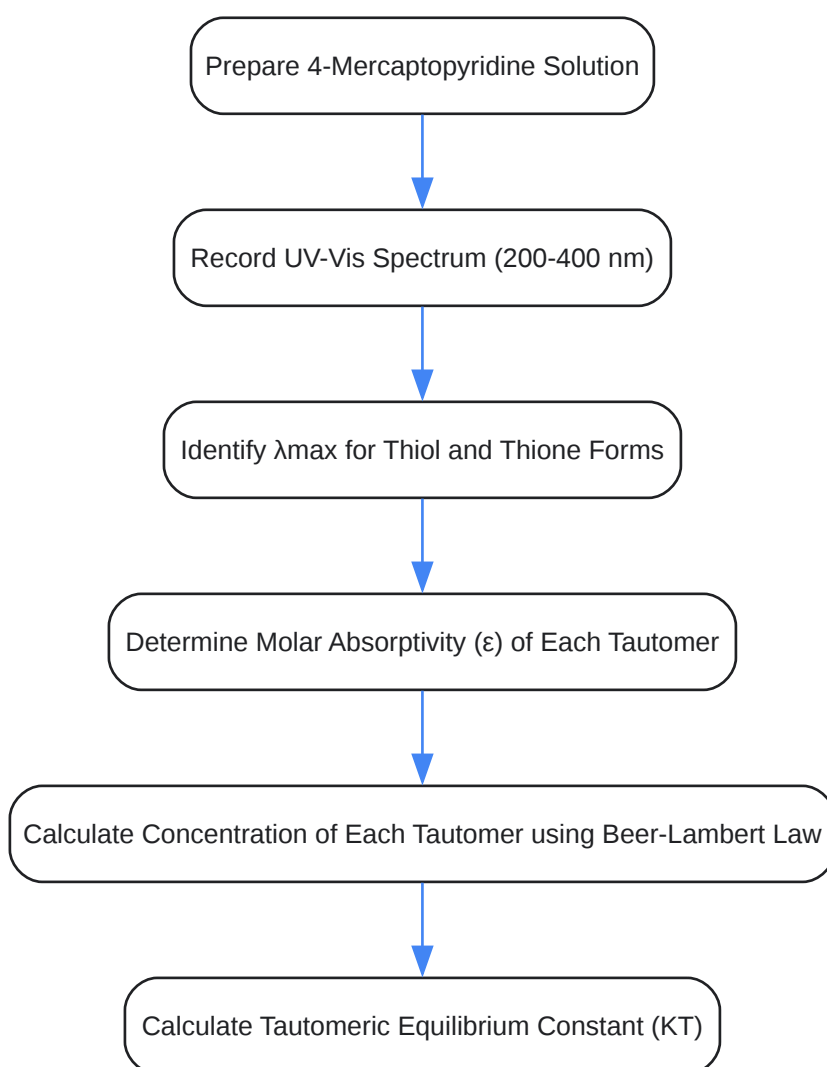 Prepare 4-Mercaptopyridine Solution
Record UV-Vis Spectrum (200-400 nm)
Identify λmax for Thiol and Thione Forms
Determine Molar Absorptivity (ε) of Each Tautomer
Calculate Concentration of Each Tautomer using Beer-Lambert Law
Calculate Tautomeric Equilibrium Constant (KT)